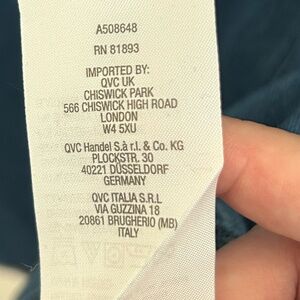 A508648
RN 81893
IMPORTED BY:
QVC UK
CHISWICK PARK
566 CHISWICK HIGH ROAD
LONDON
W4 5XU
QVC Handel S.à r.l. & Co. KG
PLOCKSTR. 30
40221 DÜSSELDORF
GERMANY
QVC ITALIA S.R.L
VIA GUZZINA 18
20861 BRUGHERIO (MB)
ITALY